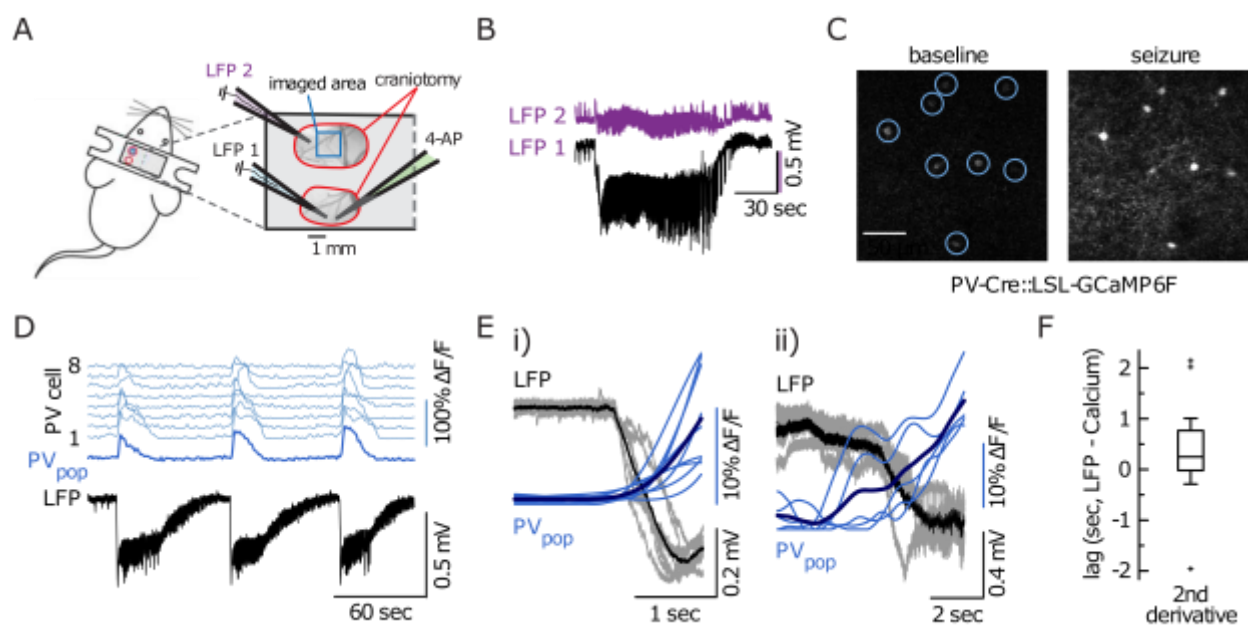 A
LFP 2
imaged area
craniotomy
4-AP
LFP 1
1 mm
B
LFP 2
LFP 1
0.5 mV
30 sec
C
baseline
seizure
PV-Cre::LSL-GCaMP6F
D
8
PV cell
1
PVpop
100% ΔF/F
LFP
0.5 mV
60 sec
E
i)
LFP
10% ΔF/F
PVpop
0.2 mV
1 sec
ii)
LFP
10% ΔF/F
PVpop
0.4 mV
2 sec
F
lag (sec, LFP - Calcium)
2
1
0
-1
-2
2nd
derivative